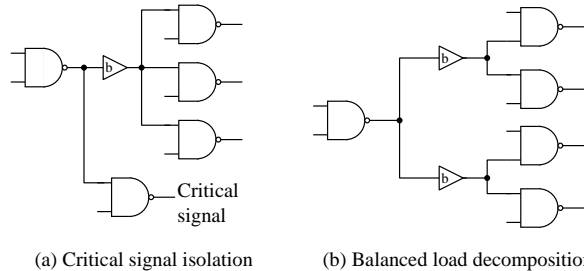 b
Critical
signal
b
b
(a) Critical signal isolation
(b) Balanced load decomposition